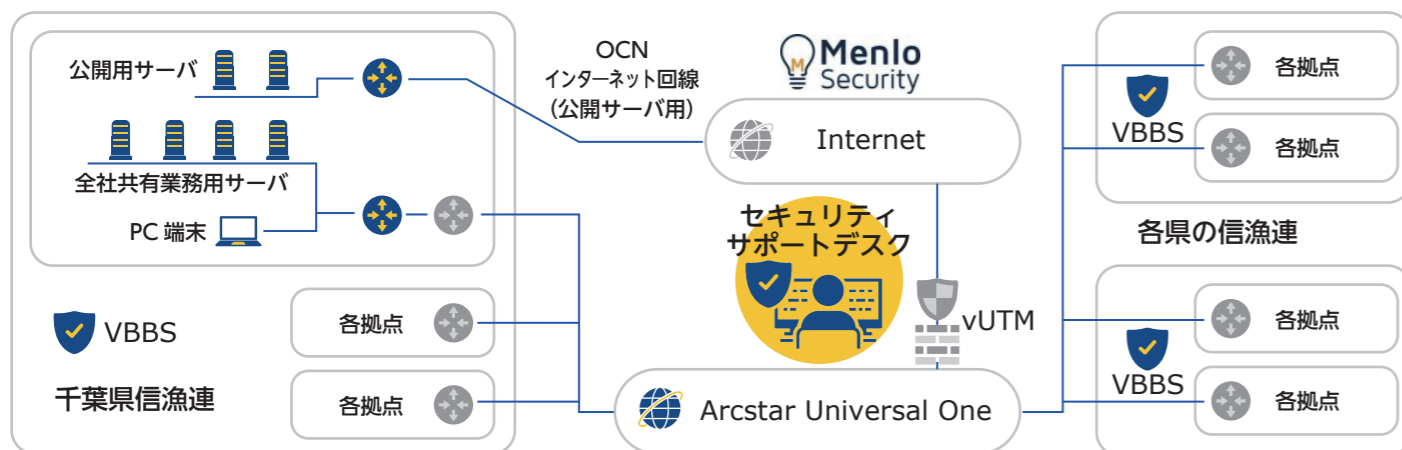 公開用サーバ
全社共有業務用サーバ
PC 端末
各拠点
各拠点
VBBS
千葉県信漁連
OCN
インターネット回線
(公開サーバ用)
Menlo
Security
Internet
セキュリティ
サポートデスク
vUTM
Arcstar Universal One
VBBS
各拠点
各拠点
各県の信漁連
VBBS
各拠点
各拠点